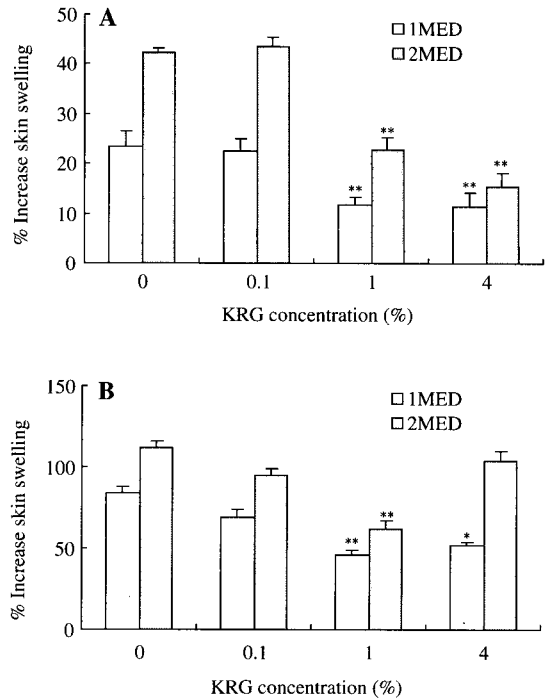 A
1MED
2MED
% Increase skin swelling
50
40
30
20
10
0
**
**
**
**
0 0.1 1 4
KRG concentration (%)
B
1MED
2MED
% Increase skin swelling
150
100
50
0
**
**
*
0 0.1 1 4
KRG concentration (%)